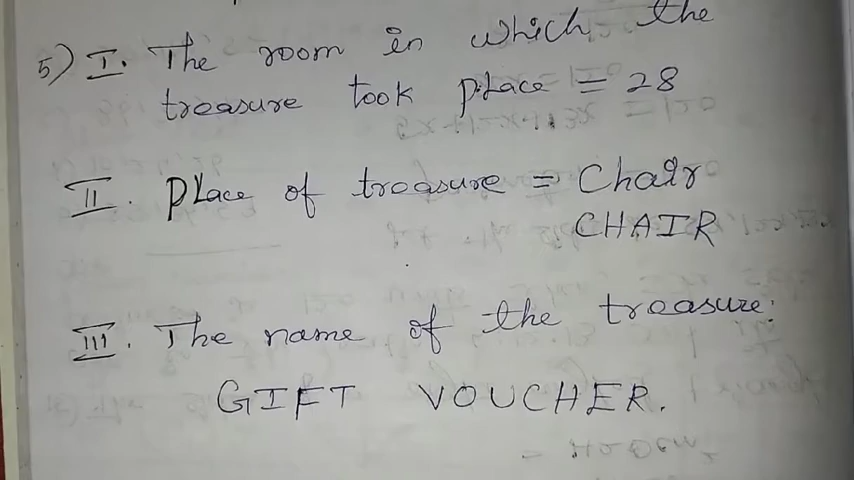 5) I. The room in which the
treasure took place = 28
II. place of treasure = Chair
CHAIR
III. The name of the treasure:
GIFT VOUCHER.